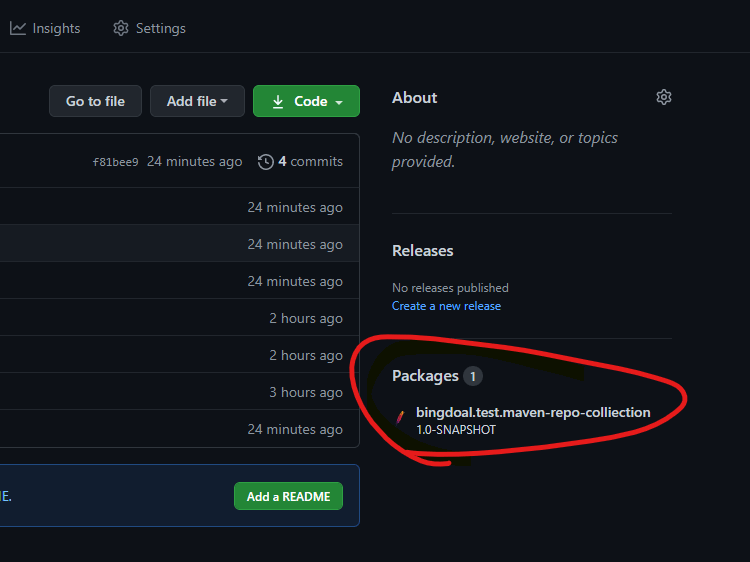 Insights Settings
Go to file Add file Code
f81bee9 24 minutes ago 4 commits
24 minutes ago
24 minutes ago
24 minutes ago
2 hours ago
2 hours ago
3 hours ago
24 minutes ago
Add a README
About
No description, website, or topics
provided.
Releases
No releases published
Create a new release
Packages 1
bingdoal.test.maven-repo-colliection
1.0-SNAPSHOT